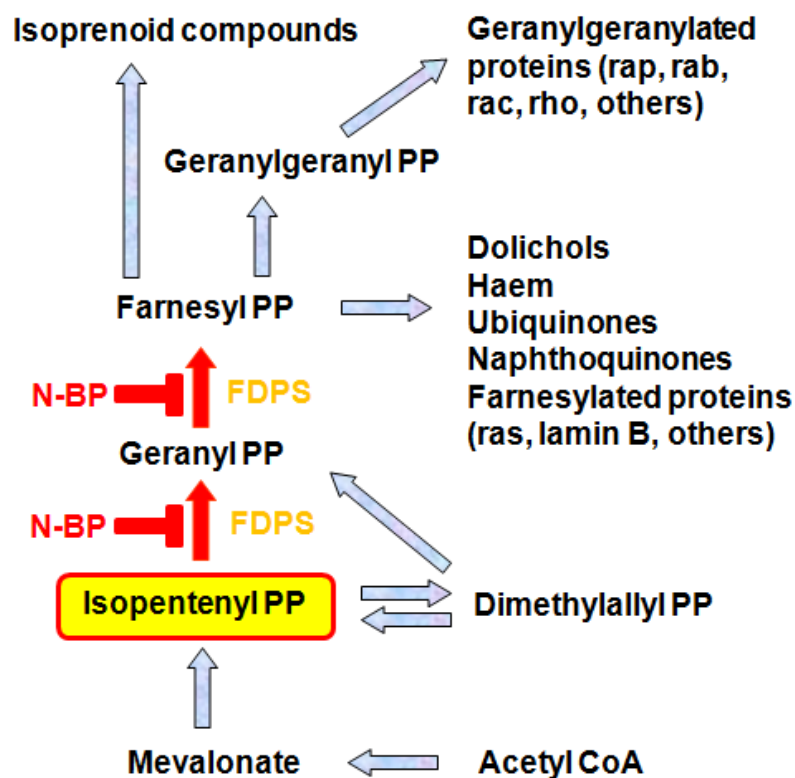 Isoprenoid compounds
Geranylgeranylated
proteins (rap, rab,
rac, rho, others)
Geranylgeranyl PP
Dolichols
Haem
Ubiquinones
Naphthoquinones
Farnesylated proteins
(ras, lamin B, others)
Farnesyl PP
N-BP
FDPS
Geranyl PP
N-BP
FDPS
Isopentenyl PP
Dimethylallyl PP
Mevalonate
Acetyl CoA